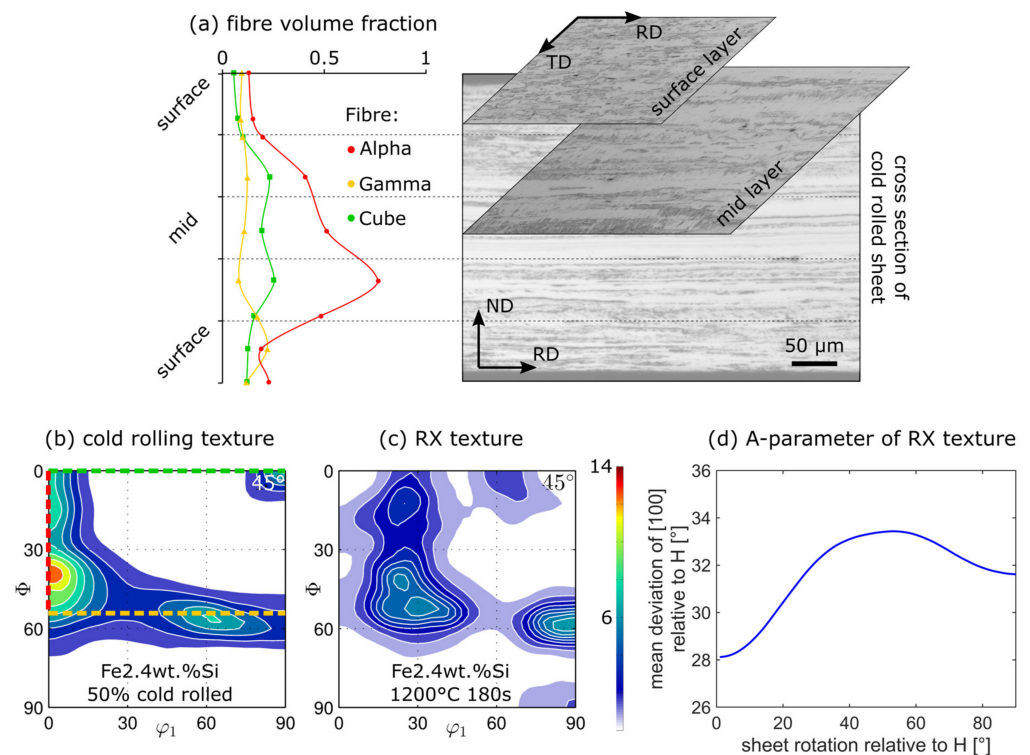 (a) fibre volume fraction
0 0.5 1
surface
mid
surface
Fibre:
Alpha
Gamma
Cube
RD
TD
surface layer
mid layer
cross section of
cold rolled sheet
ND
RD
50 µm
(b) cold rolling texture
45°
0
30
60
90
Φ
Fe2.4wt.%Si
50% cold rolled
0 30 60 90
φ1
(c) RX texture
45°
Fe2.4wt.%Si
1200°C 180s
0 30 60 90
φ1
14
6
(d) A-parameter of RX texture
mean deviation of [100]
relative to H [°]
36
34
32
30
28
26
0 20 40 60 80
sheet rotation relative to H [°]